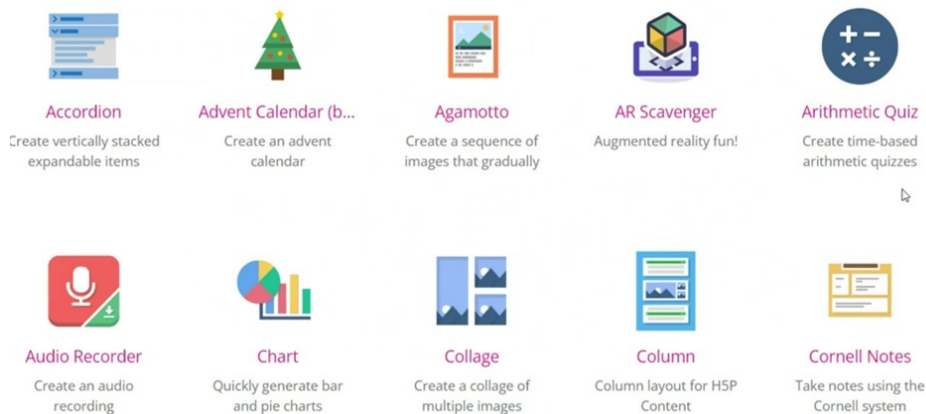 Accordion
Create vertically stacked
expandable items
Advent Calendar (b...
Create an advent
calendar
Agamotto
Create a sequence of
images that gradually
AR Scavenger
Augmented reality fun!
Arithmetic Quiz
Create time-based
arithmetic quizzes
Audio Recorder
Create an audio
recording
Chart
Quickly generate bar
and pie charts
Collage
Create a collage of
multiple images
Column
Column layout for H5P
Content
Cornell Notes
Take notes using the
Cornell system